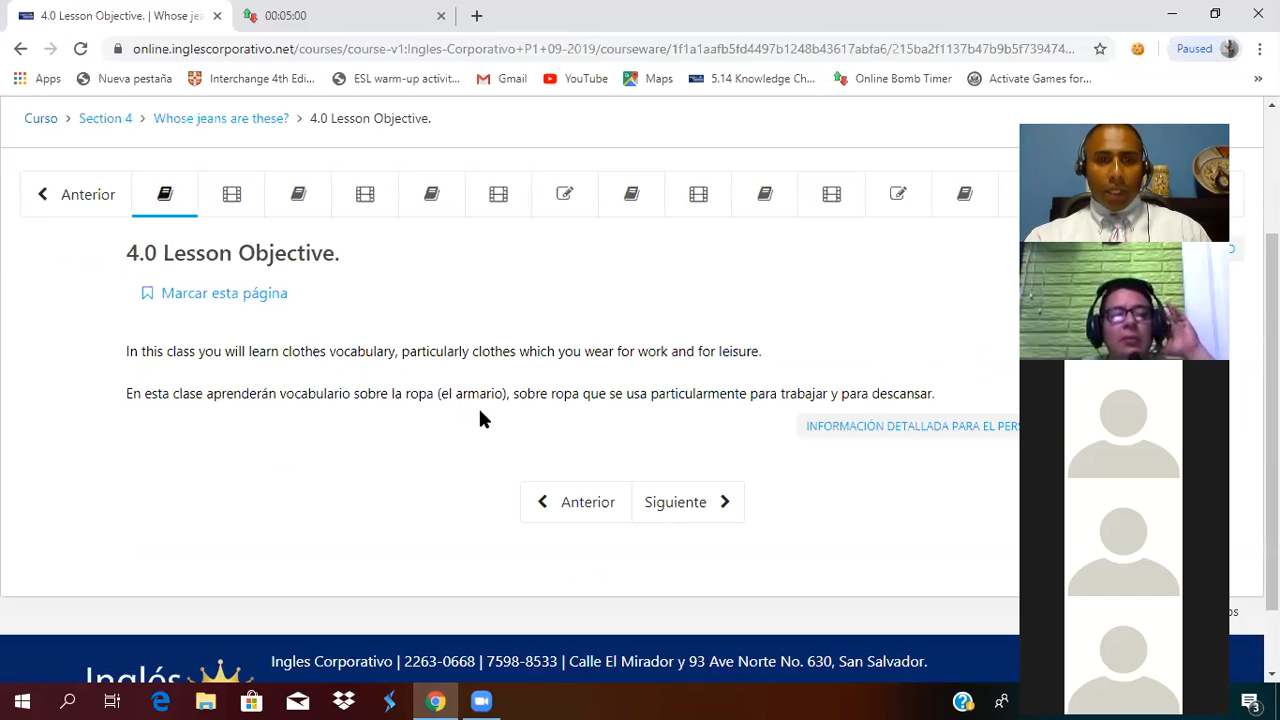 4.0 Lesson Objective. | Whose je
00:05:00
online.inglescorporativo.net/courses/course-v1:Ingles-Corporativo+P1+09-2019/courseware/1f1a1aafb5fd4497b1248b43617abfa6/215ba2f1137b47b9b5f739474...
Paused
Apps Nueva pestaña Interchange 4th Edi... ESL warm-up activit... Gmail YouTube Maps 5.14 Knowledge Ch... Online Bomb Timer Activate Games for... »
Curso > Section 4 > Whose jeans are these? > 4.0 Lesson Objective.
Anterior
4.0 Lesson Objective.
Marcar esta página
In this class you will learn clothes vocabulary, particularly clothes which you wear for work and for leisure.
En esta clase aprenderán vocabulario sobre la ropa (el armario), sobre ropa que se usa particularmente para trabajar y para descansar.
INFORMACIÓN DETALLADA PARA EL PERS
Anterior Siguiente
os
Inglés
Ingles Corporativo | 2263-0668 | 7598-8533 | Calle El Mirador y 93 Ave Norte No. 630, San Salvador.
3